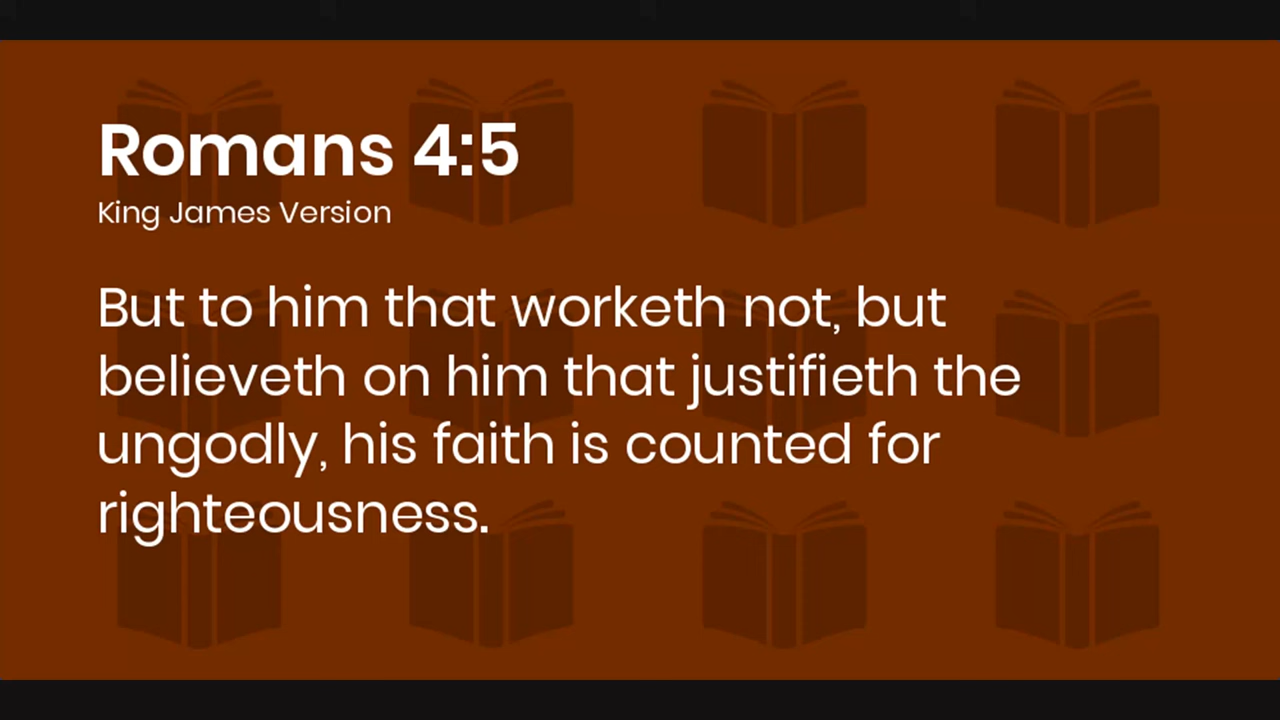 Romans 4:5
King James Version
But to him that worketh not, but
believeth on him that justifieth the
ungodly, his faith is counted for
righteousness.